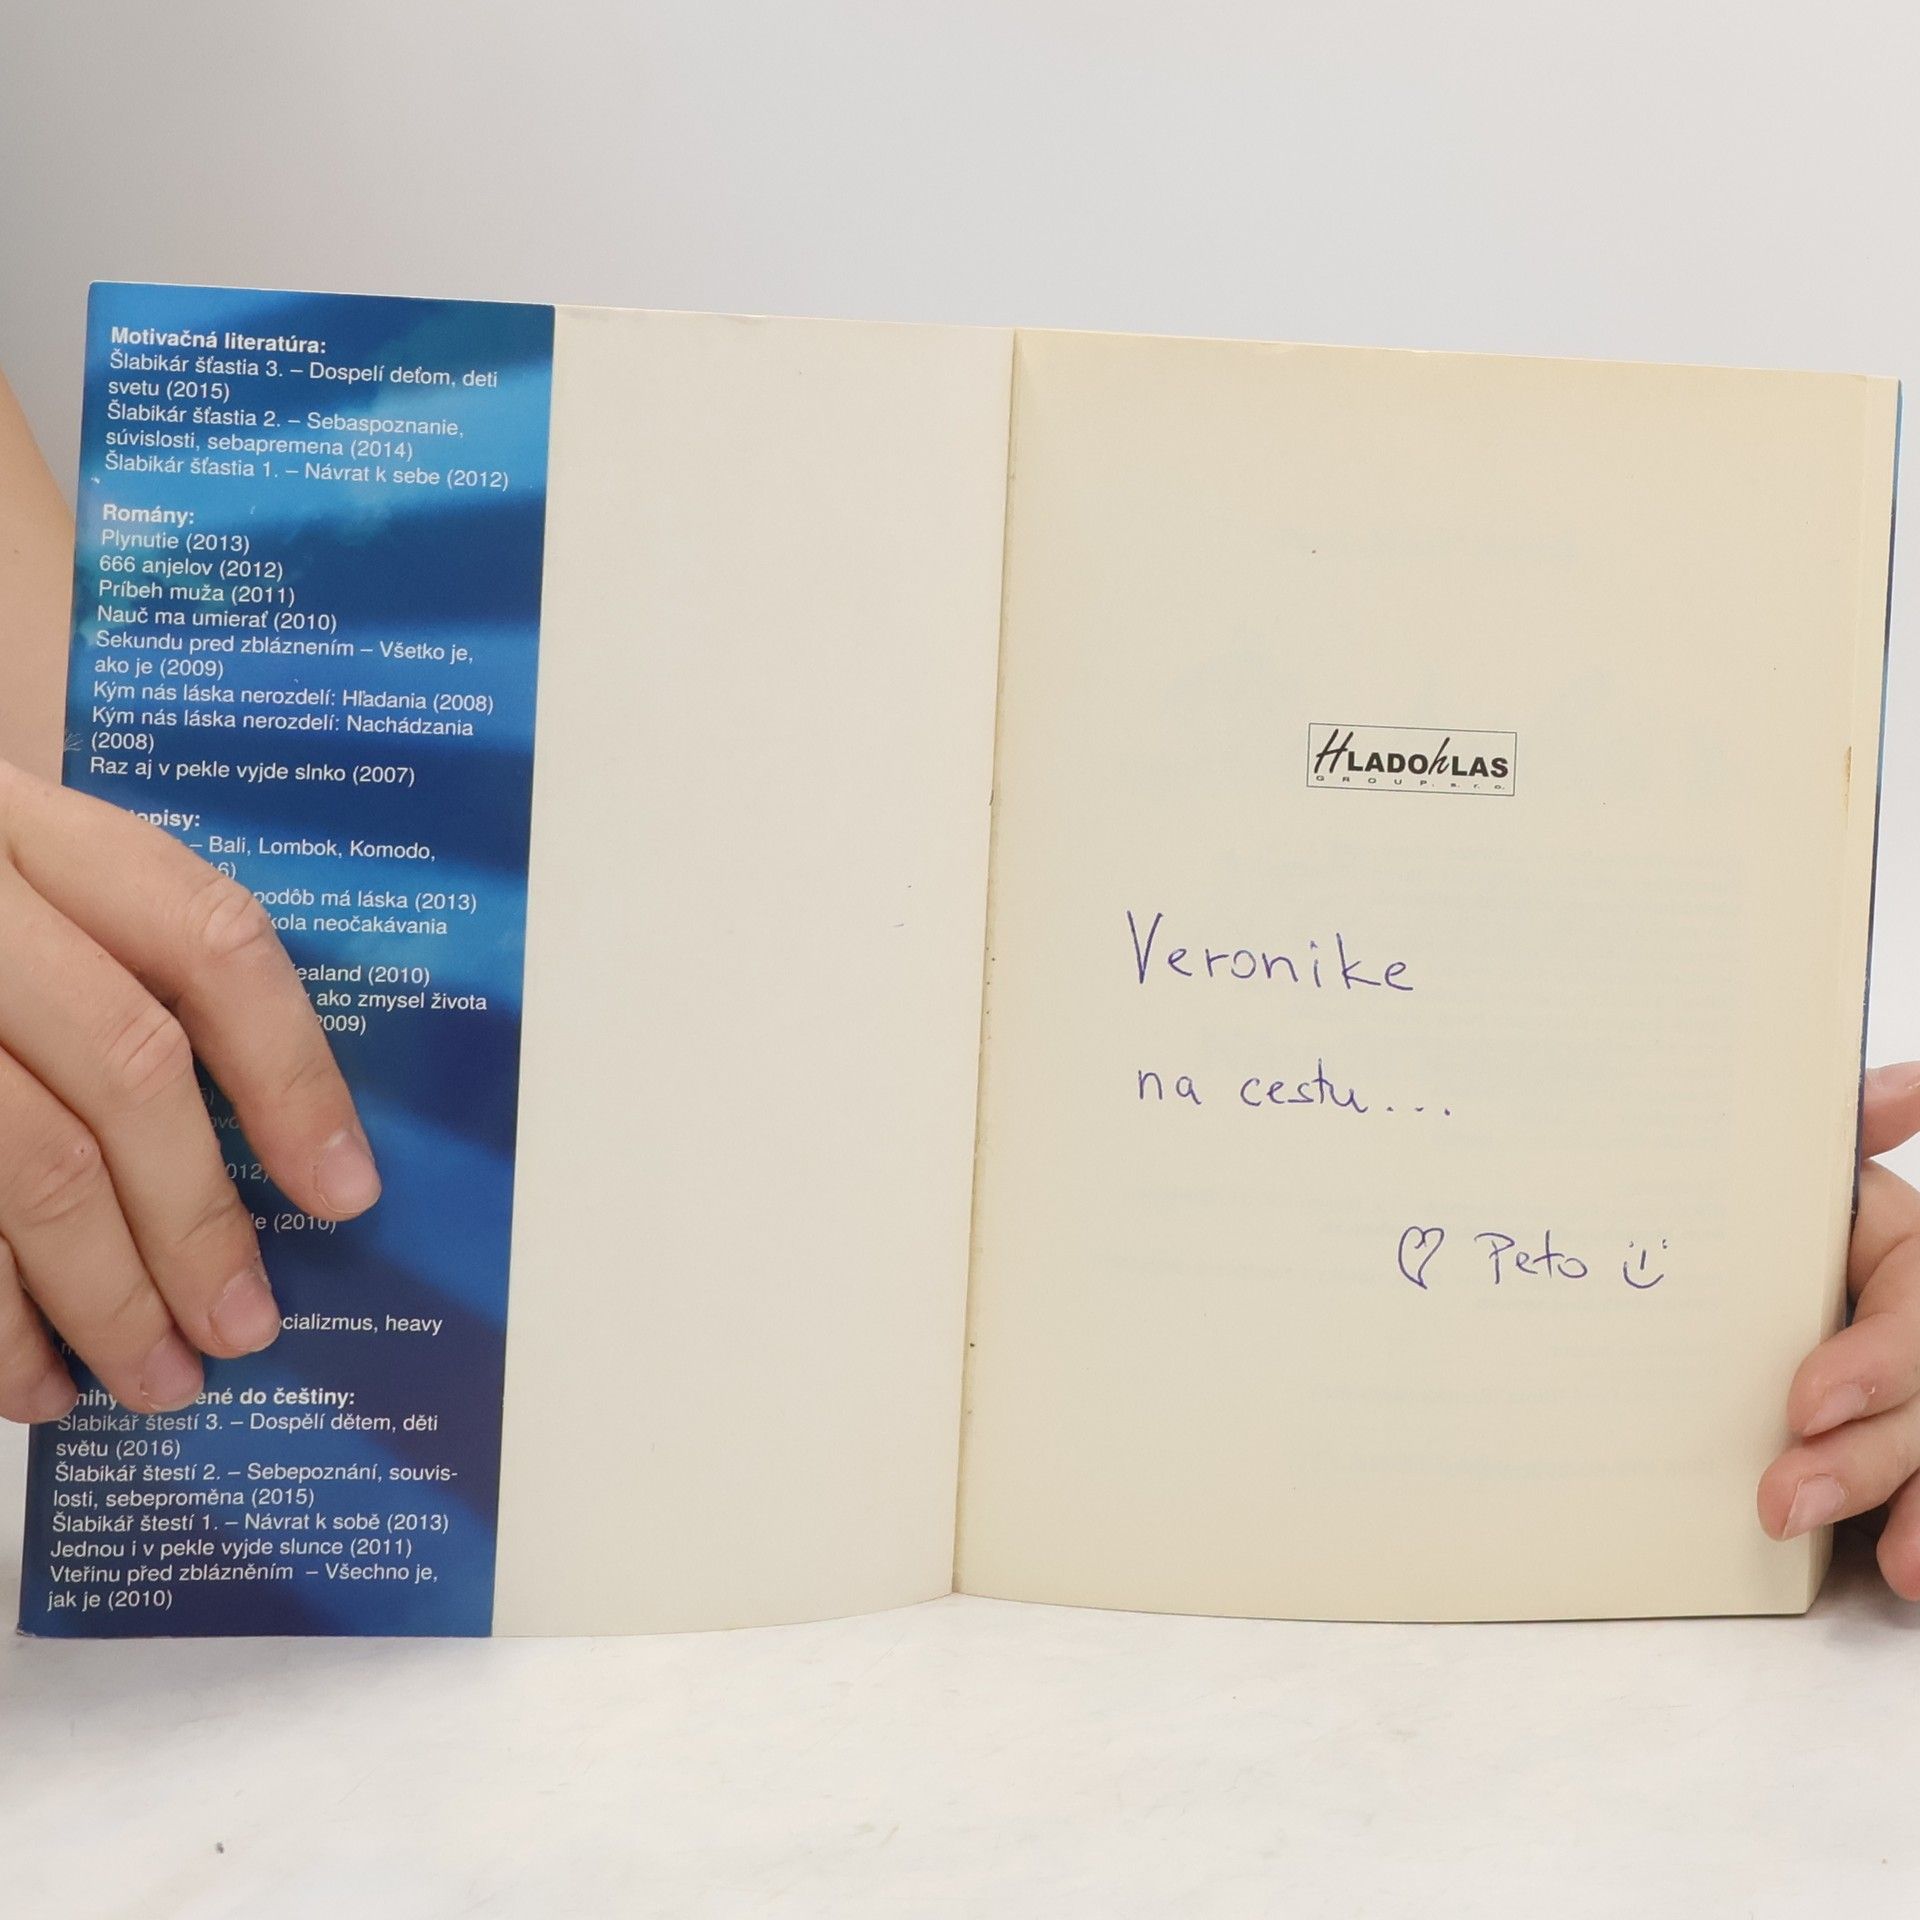 Motivačná literatúra:
Šlabikár šťastia 3. – Dospelí deťom, deti
svetu (2015)
Šlabikár šťastia 2. – Sebaspoznanie,
súvislosti, sebapremena (2014)
Šlabikár šťastia 1. – Návrat k sebe (2012)
Romány:
Plynutie (2013)
666 anjelov (2012)
Príbeh muža (2011)
Nauč ma umierať (2010)
Sekundu pred zbláznením – Všetko je,
ako je (2009)
Kým nás láska nerozdelí: Hľadania (2008)
Kým nás láska nerozdelí: Nachádzania
(2008)
Raz aj v pekle vyjde slnko (2007)
– Bali, Lombok, Komodo,
podôb má láska (2013)
neočakávania
(2010)
ako zmysel života
2009)
(2010)
heavy
do češtiny:
Šlabikář štestí 3. – Dospělí dětem, děti
světu (2016)
Šlabikář štestí 2. – Sebepoznání, souvis-
losti, sebeproměna (2015)
Šlabikář štestí 1. – Návrat k sobě (2013)
Jednou i v pekle vyjde slunce (2011)
Vteřinu před zblázněním – Všechno je,
jak je (2010)
HLADOhLAS
GROUP, s. r. o.
Veronike
na cestu...
Peto